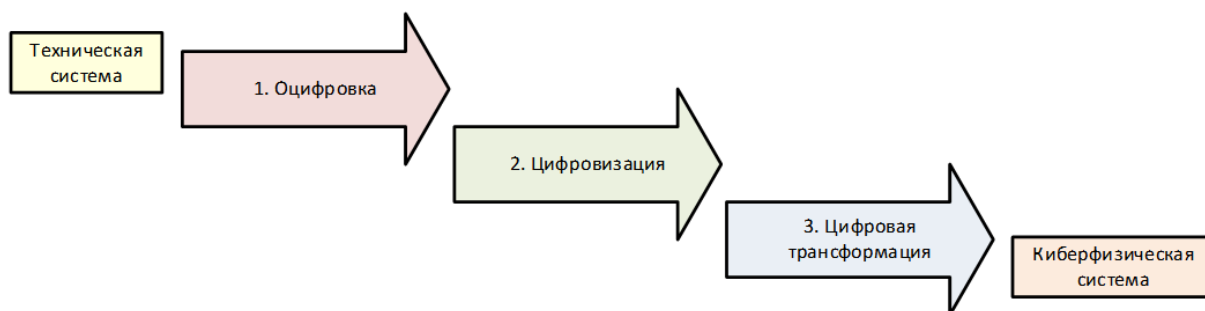 Техническая
система
1. Оцифровка
2. Цифровизация
3. Цифровая
трансформация
Киберфизическая
система